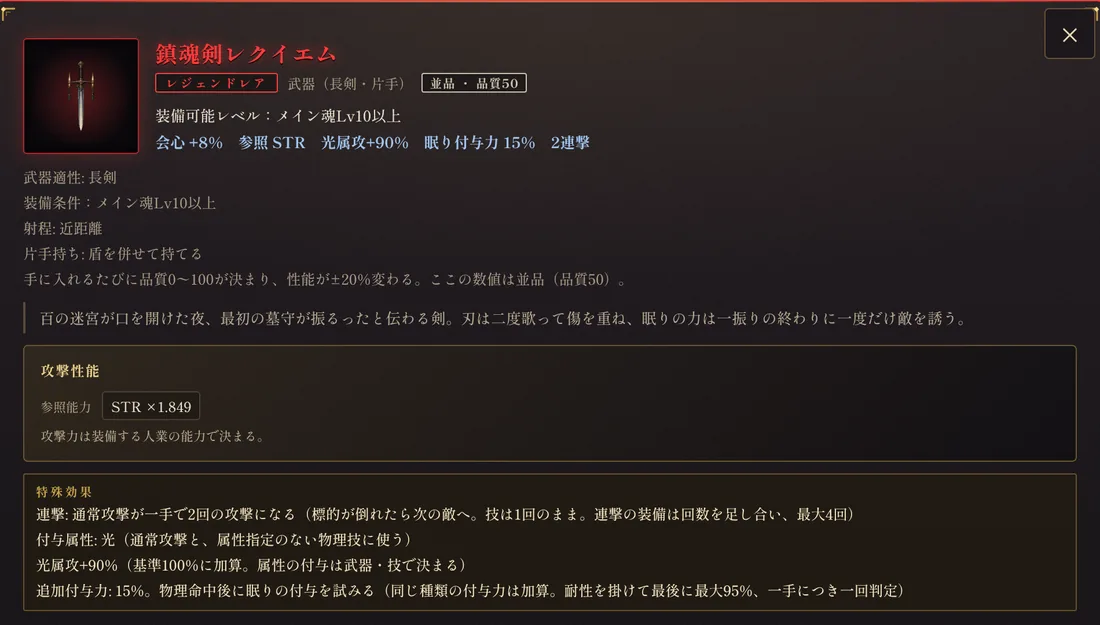 鎮魂剣レクイエム
レジェンドレア 武器（長剣・片手） 並品 ・ 品質50
装備可能レベル：メイン魂Lv10以上
会心 +8% 参照 STR 光属攻+90% 眠り付与力 15% 2連撃
武器適性: 長剣
装備条件：メイン魂Lv10以上
射程: 近距離
片手持ち: 盾を併せて持てる
手に入れるたびに品質0〜100が決まり、性能が±20%変わる。ここの数値は並品（品質50）。
百の迷宮が口を開けた夜、最初の墓守が振るったと伝わる剣。刃は二度歌って傷を重ね、眠りの力は一振りの終わりに一度だけ敵を誘う。
攻撃性能
参照能力 STR ×1.849
攻撃力は装備する人業の能力で決まる。
特殊効果
連撃: 通常攻撃が一手で2回の攻撃になる（標的が倒れたら次の敵へ。技は1回のまま。連撃の装備は回数を足し合い、最大4回）
付与属性: 光（通常攻撃と、属性指定のない物理技に使う）
光属攻+90%（基準100%に加算。属性の付与は武器・技で決まる）
追加付与力: 15%。物理命中後に眠りの付与を試みる（同じ種類の付与力は加算。耐性を掛けて最後に最大95%、一手につき一回判定）